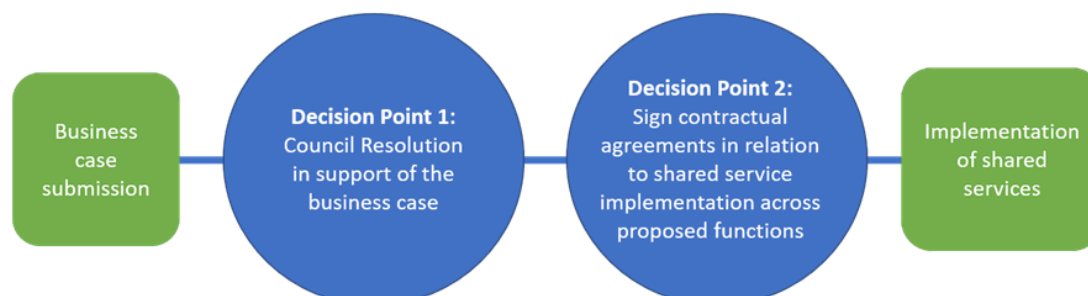 Business
case
submission
Decision Point 1:
Council Resolution
in support of the
business case
Decision Point 2:
Sign contractual
agreements in relation
to shared service
implementation across
proposed functions
Implementation
of shared
services